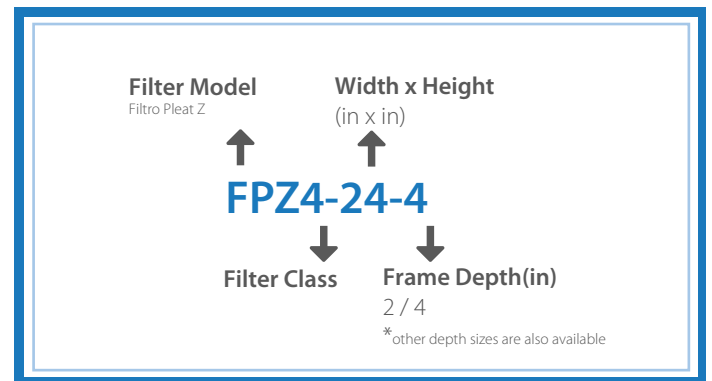 Filter Model
Filtro Pleat Z
Width x Height
(in x in)
FPZ4-24-4
Filter Class
Frame Depth(in)
2 / 4
*other depth sizes are also available